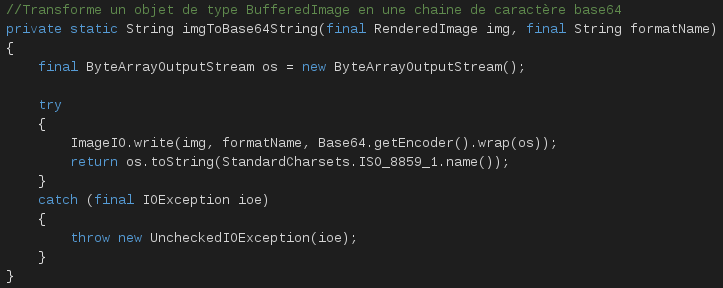 //Transforme un objet de type BufferedImage en une chaine de caractère base64
private static String imgToBase64String(final RenderedImage img, final String formatName)
{
    final ByteArrayOutputStream os = new ByteArrayOutputStream();

    try
    {
        ImageIO.write(img, formatName, Base64.getEncoder().wrap(os));
        return os.toString(StandardCharsets.ISO_8859_1.name());
    }
    catch (final IOException ioe)
    {
        throw new UncheckedIOException(ioe);
    }
}